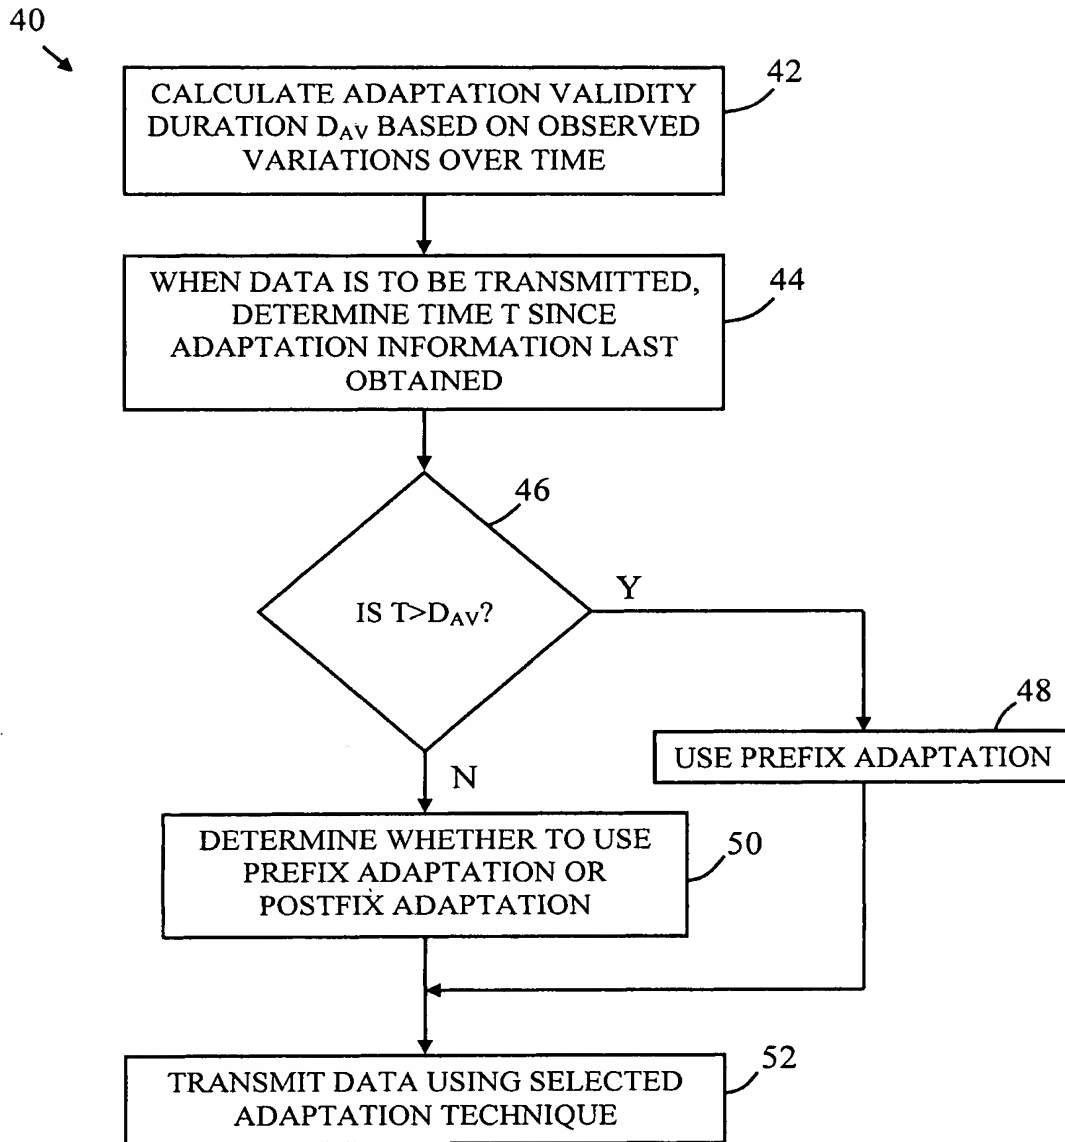 40
42
CALCULATE ADAPTATION VALIDITY
DURATION D_AV BASED ON OBSERVED
VARIATIONS OVER TIME
44
WHEN DATA IS TO BE TRANSMITTED,
DETERMINE TIME T SINCE
ADAPTATION INFORMATION LAST
OBTAINED
46
IS T>D_AV?
Y
48
USE PREFIX ADAPTATION
N
50
DETERMINE WHETHER TO USE
PREFIX ADAPTATION OR
POSTFIX ADAPTATION
52
TRANSMIT DATA USING SELECTED
ADAPTATION TECHNIQUE